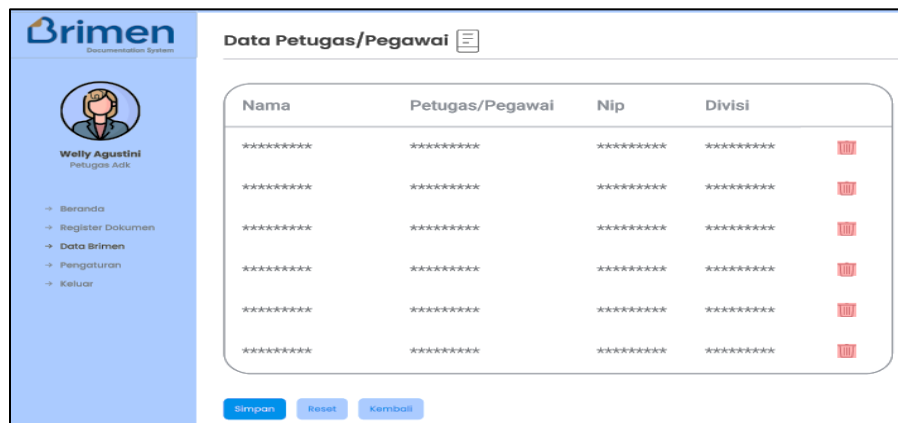 Brimen
Documentation System
Welly Agustini
Petugas Adk
→ Beranda
→ Register Dokumen
→ Data Brimen
→ Pengaturan
→ Keluar
Data Petugas/Pegawai
Nama Petugas/Pegawai Nip Divisi
********* ********* ********* *********
********* ********* ********* *********
********* ********* ********* *********
********* ********* ********* *********
********* ********* ********* *********
********* ********* ********* *********
Simpan Reset Kembali